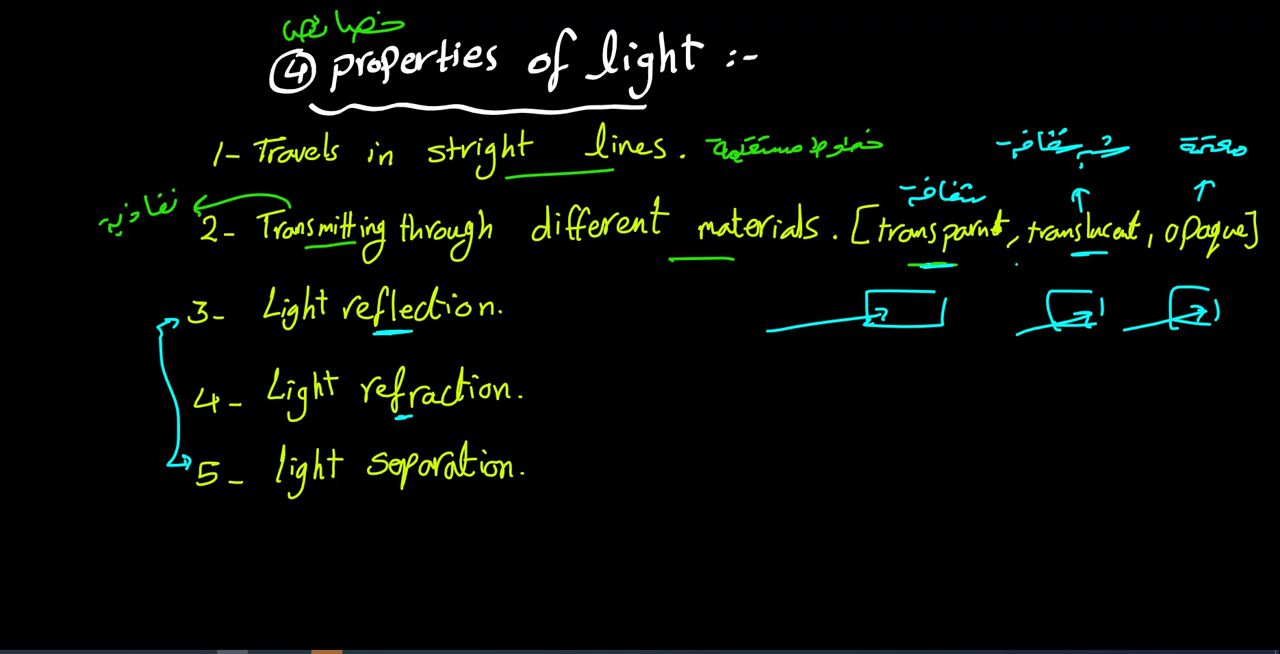 خصائص
④ properties of light :-
1- Travels in stright lines. خطوط مستقيمة
شبه شفاف معتمة
شفاف
نفاذية
2- Transmitting through different materials. [transparnt, translucent, opaque]
3- Light reflection.
4- Light refraction.
5- light separation.